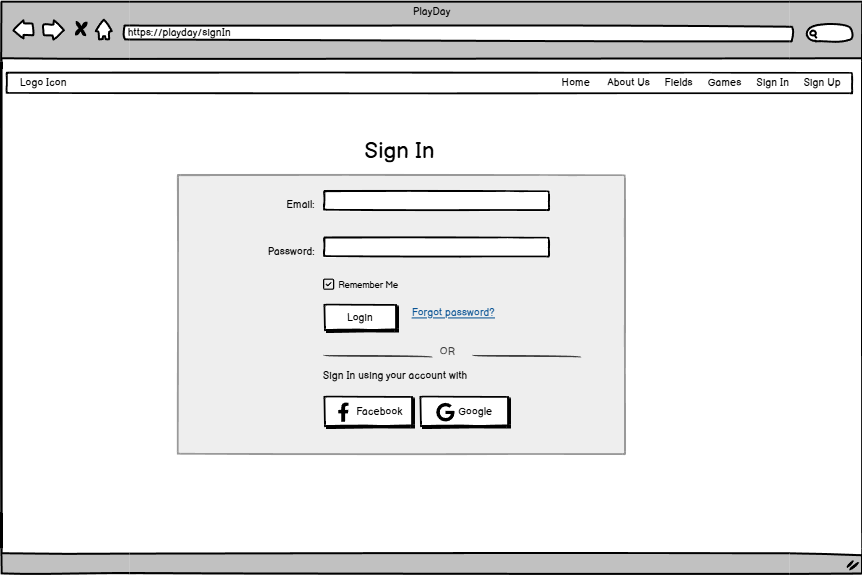 PlayDay
https://playday/signIn
Logo Icon Home About Us Fields Games Sign In Sign Up
Sign In
Email:
Password:
Remember Me
Login Forgot password?
OR
Sign In using your account with
Facebook Google